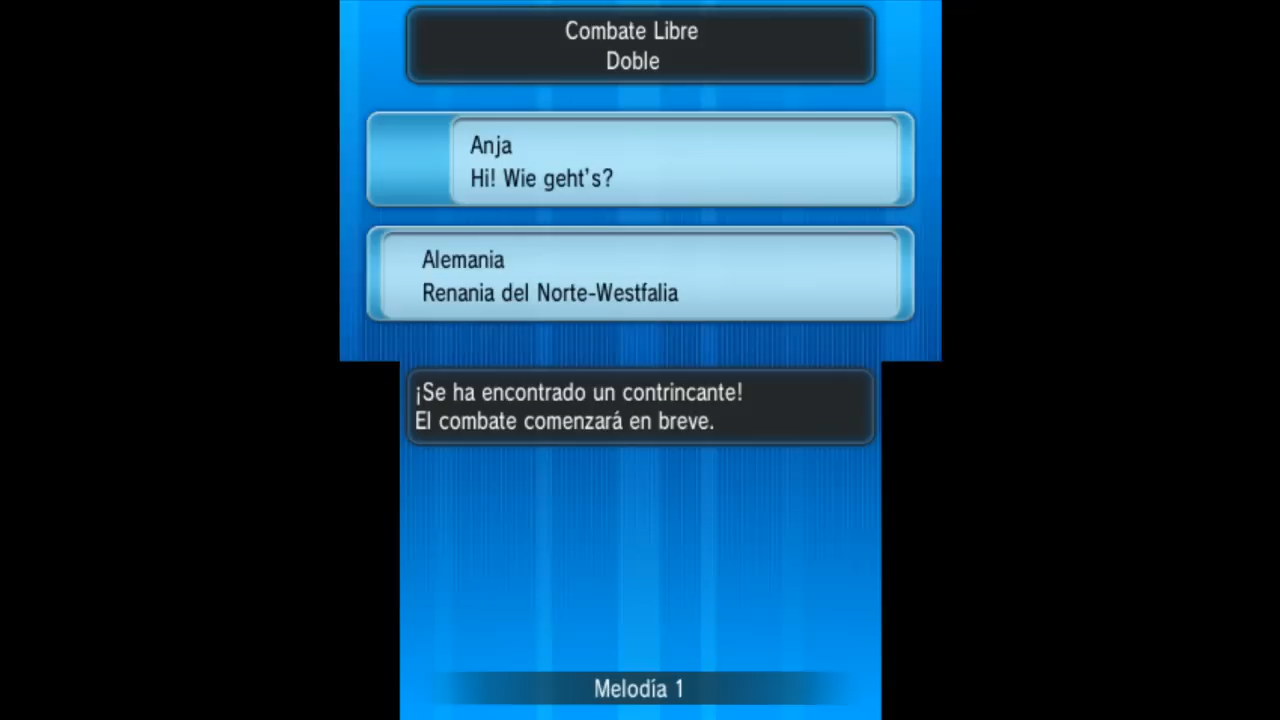 Combate Libre
Doble
Anja
Hi! Wie geht's?
Alemania
Renania del Norte-Westfalia
¡Se ha encontrado un contrincante!
El combate comenzará en breve.
Melodía 1